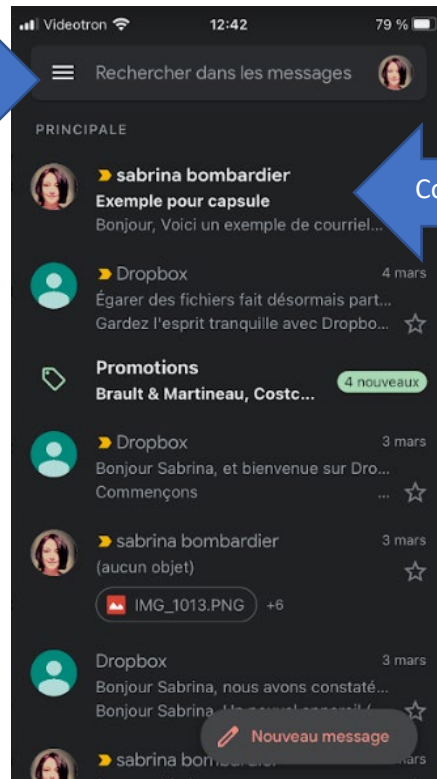 Videotron 12:42 79 %
Rechercher dans les messages
PRINCIPALE
sabrina bombardier
Exemple pour capsule
Bonjour, Voici un exemple de courriel...
Co
Dropbox 4 mars
Égarer des fichiers fait désormais part...
Gardez l'esprit tranquille avec Dropbo...
Promotions
Brault & Martineau, Costc... 4 nouveaux
Dropbox 3 mars
Bonjour Sabrina, et bienvenue sur Dro...
Commençons ...
sabrina bombardier 3 mars
(aucun objet)
IMG_1013.PNG +6
Dropbox 3 mars
Bonjour Sabrina, nous avons constaté...
Bonjour Sabrina,
Nouveau message
sabrina